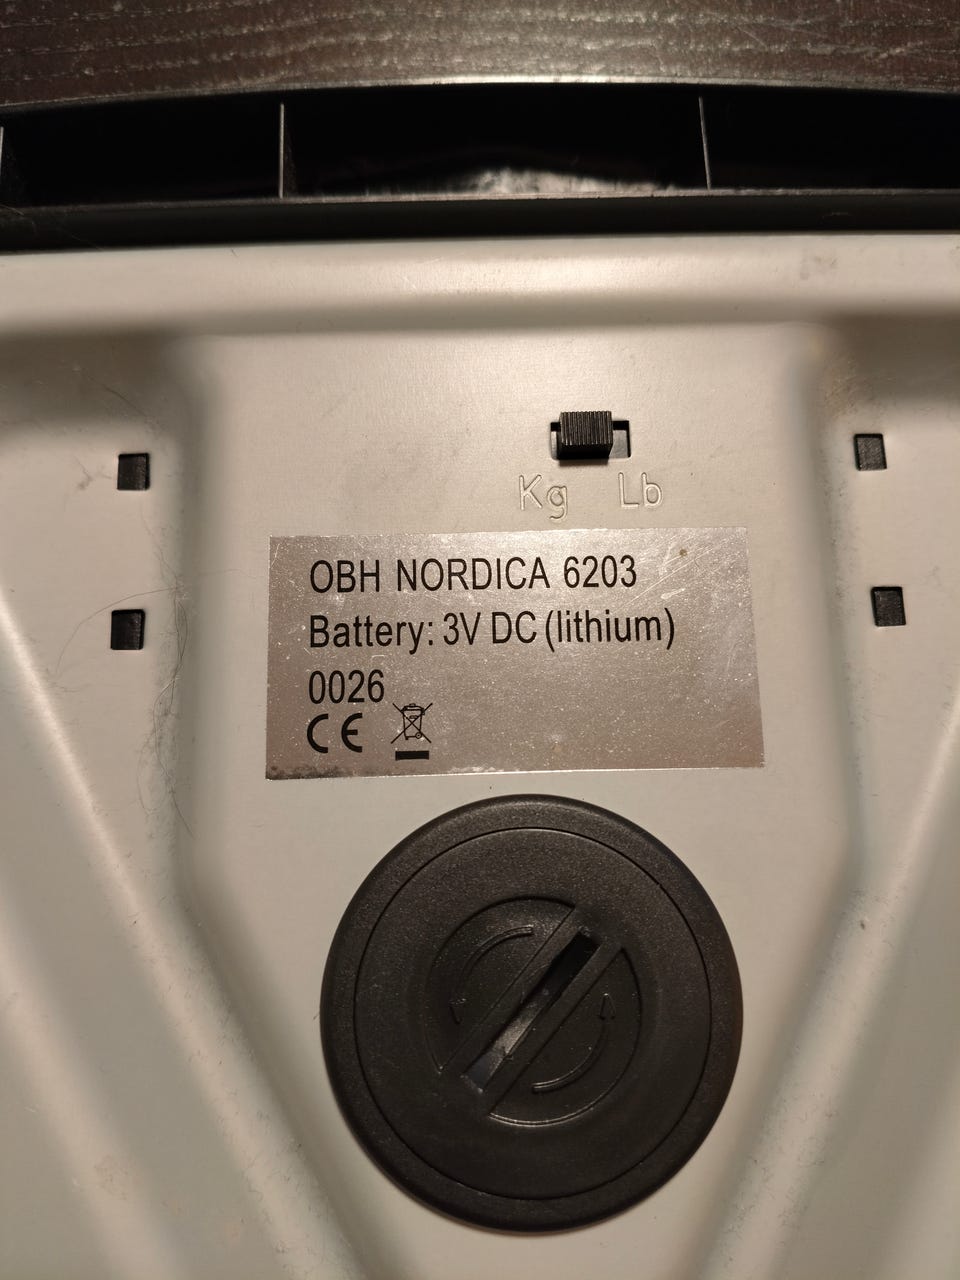 Kg Lb
OBH NORDICA 6203
Battery: 3V DC (lithium)
0026
CE